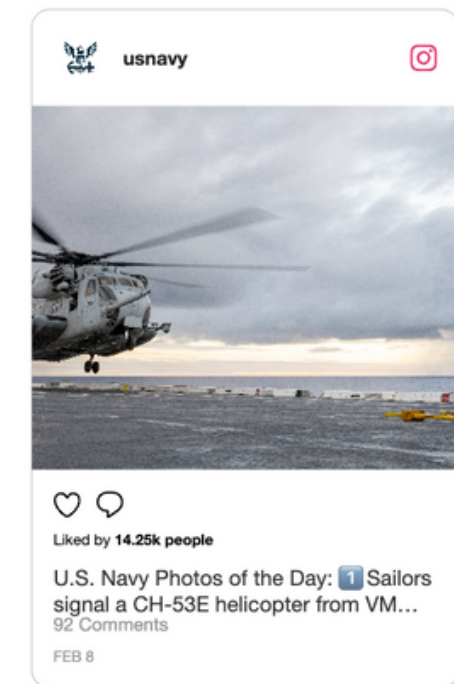 usnavy
Liked by 14.25k people
U.S. Navy Photos of the Day: 1️⃣ Sailors
signal a CH-53E helicopter from VM...
92 Comments
FEB 8